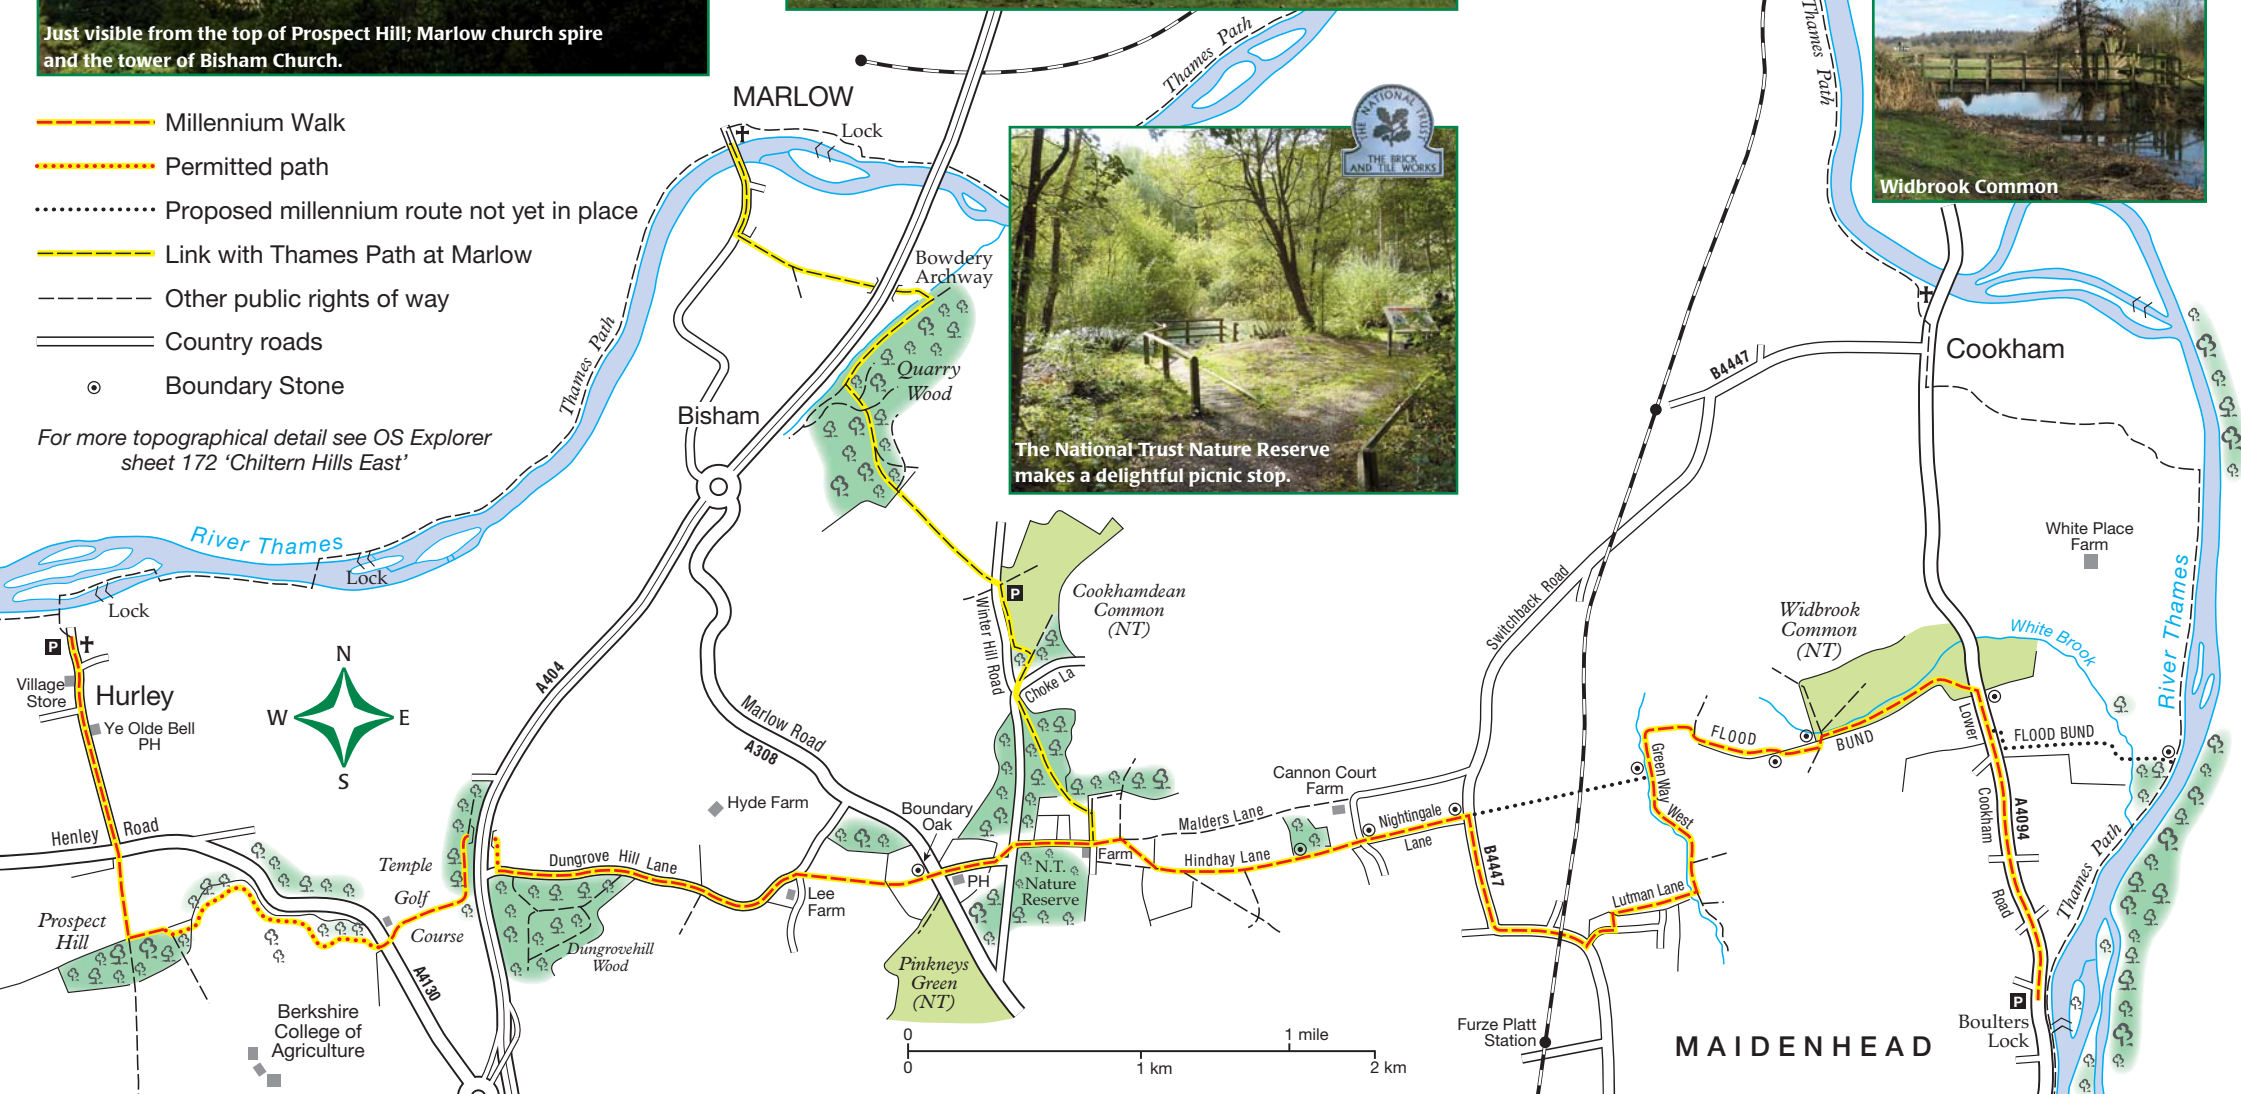 Just visible from the top of Prospect Hill; Marlow church spire
and the tower of Bisham Church.
Millennium Walk
Permitted path
Proposed millennium route not yet in place
Link with Thames Path at Marlow
Other public rights of way
Country roads
Boundary Stone
For more topographical detail see OS Explorer
sheet 172 ‘Chiltern Hills East’
MARLOW
Lock
Thames Path
Thames Path
THE NATIONAL TRUST
THE BRICK
AND TILE WORKS
The National Trust Nature Reserve
makes a delightful picnic stop.
Thames Path
Widbrook Common
Bowdery
Archway
Quarry
Wood
Bisham
B4447
Cookham
River Thames
Lock
Lock
P
Village
Store
Hurley
Ye Olde Bell
PH
N
W
E
S
A404
Marlow Road
A308
Winter Hill Road
P
Cookhamdean
Common
(NT)
Choke La
Switchback Road
White Place
Farm
Widbrook
Common
(NT)
White Brook
River Thames
Henley Road
Hyde Farm
Boundary
Oak
Cannon Court
Farm
Malders Lane
Nightingale
Lane
Hindhay Lane
FLOOD
BUND
Lower
Cookham
Road
FLOOD BUND
Green Way
West
A4094
Temple
Golf
Course
Dungrove Hill Lane
Lee
Farm
PH
N.T.
Nature
Reserve
Farm
B4447
Lutman Lane
Thames Path
Prospect
Hill
A4130
Dungrovehill
Wood
Pinkneys
Green
(NT)
Berkshire
College of
Agriculture
0
1 mile
0
1 km
2 km
Furze Platt
Station
MAIDENHEAD
P
Boulters
Lock